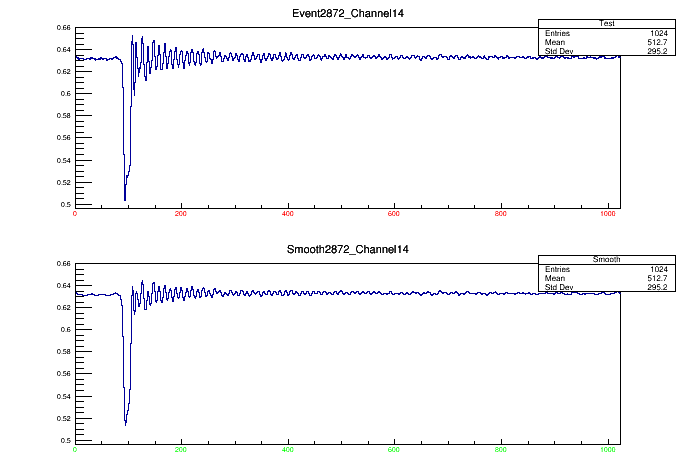 Event2872_Channel14
Test
Entries 1024
Mean 512.7
Std Dev 295.2
0.66
0.64
0.62
0.6
0.58
0.56
0.54
0.52
0.5
0 200 400 600 800 1000
Smooth2872_Channel14
Smooth
Entries 1024
Mean 512.7
Std Dev 295.2
0.66
0.64
0.62
0.6
0.58
0.56
0.54
0.52
0.5
0 200 400 600 800 1000